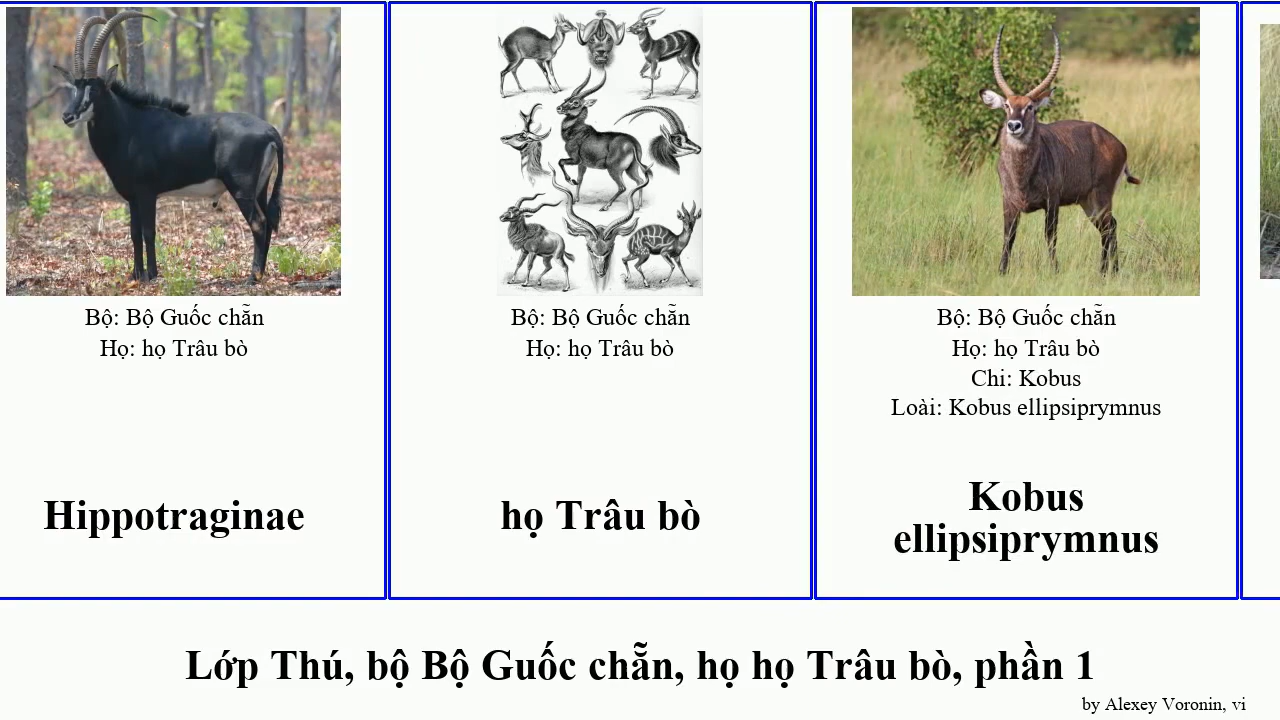 Bộ: Bộ Guốc chẵn
Họ: họ Trâu bò
Hippotraginae
Bộ: Bộ Guốc chẵn
Họ: họ Trâu bò
họ Trâu bò
Bộ: Bộ Guốc chẵn
Họ: họ Trâu bò
Chi: Kobus
Loài: Kobus ellipsiprymnus
Kobus
ellipsiprymnus
Lớp Thú, bộ Bộ Guốc chẵn, họ họ Trâu bò, phần 1
by Alexey Voronin, vi